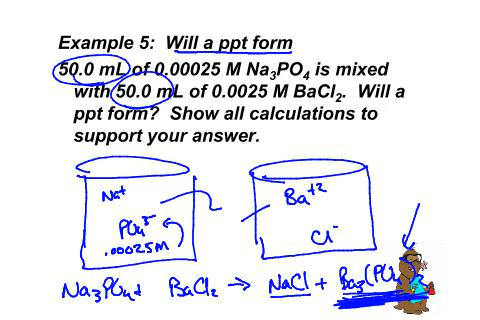 Example 5: Will a ppt form
50.0 mL of 0.00025 M Na₃PO₄ is mixed
with 50.0 mL of 0.0025 M BaCl₂. Will a
ppt form? Show all calculations to
support your answer.
Na⁺
PO₄³⁻
.00025M
Ba⁺²
Cl⁻
Na₃PO₄ + BaCl₂ → NaCl + Ba₃(PO₄